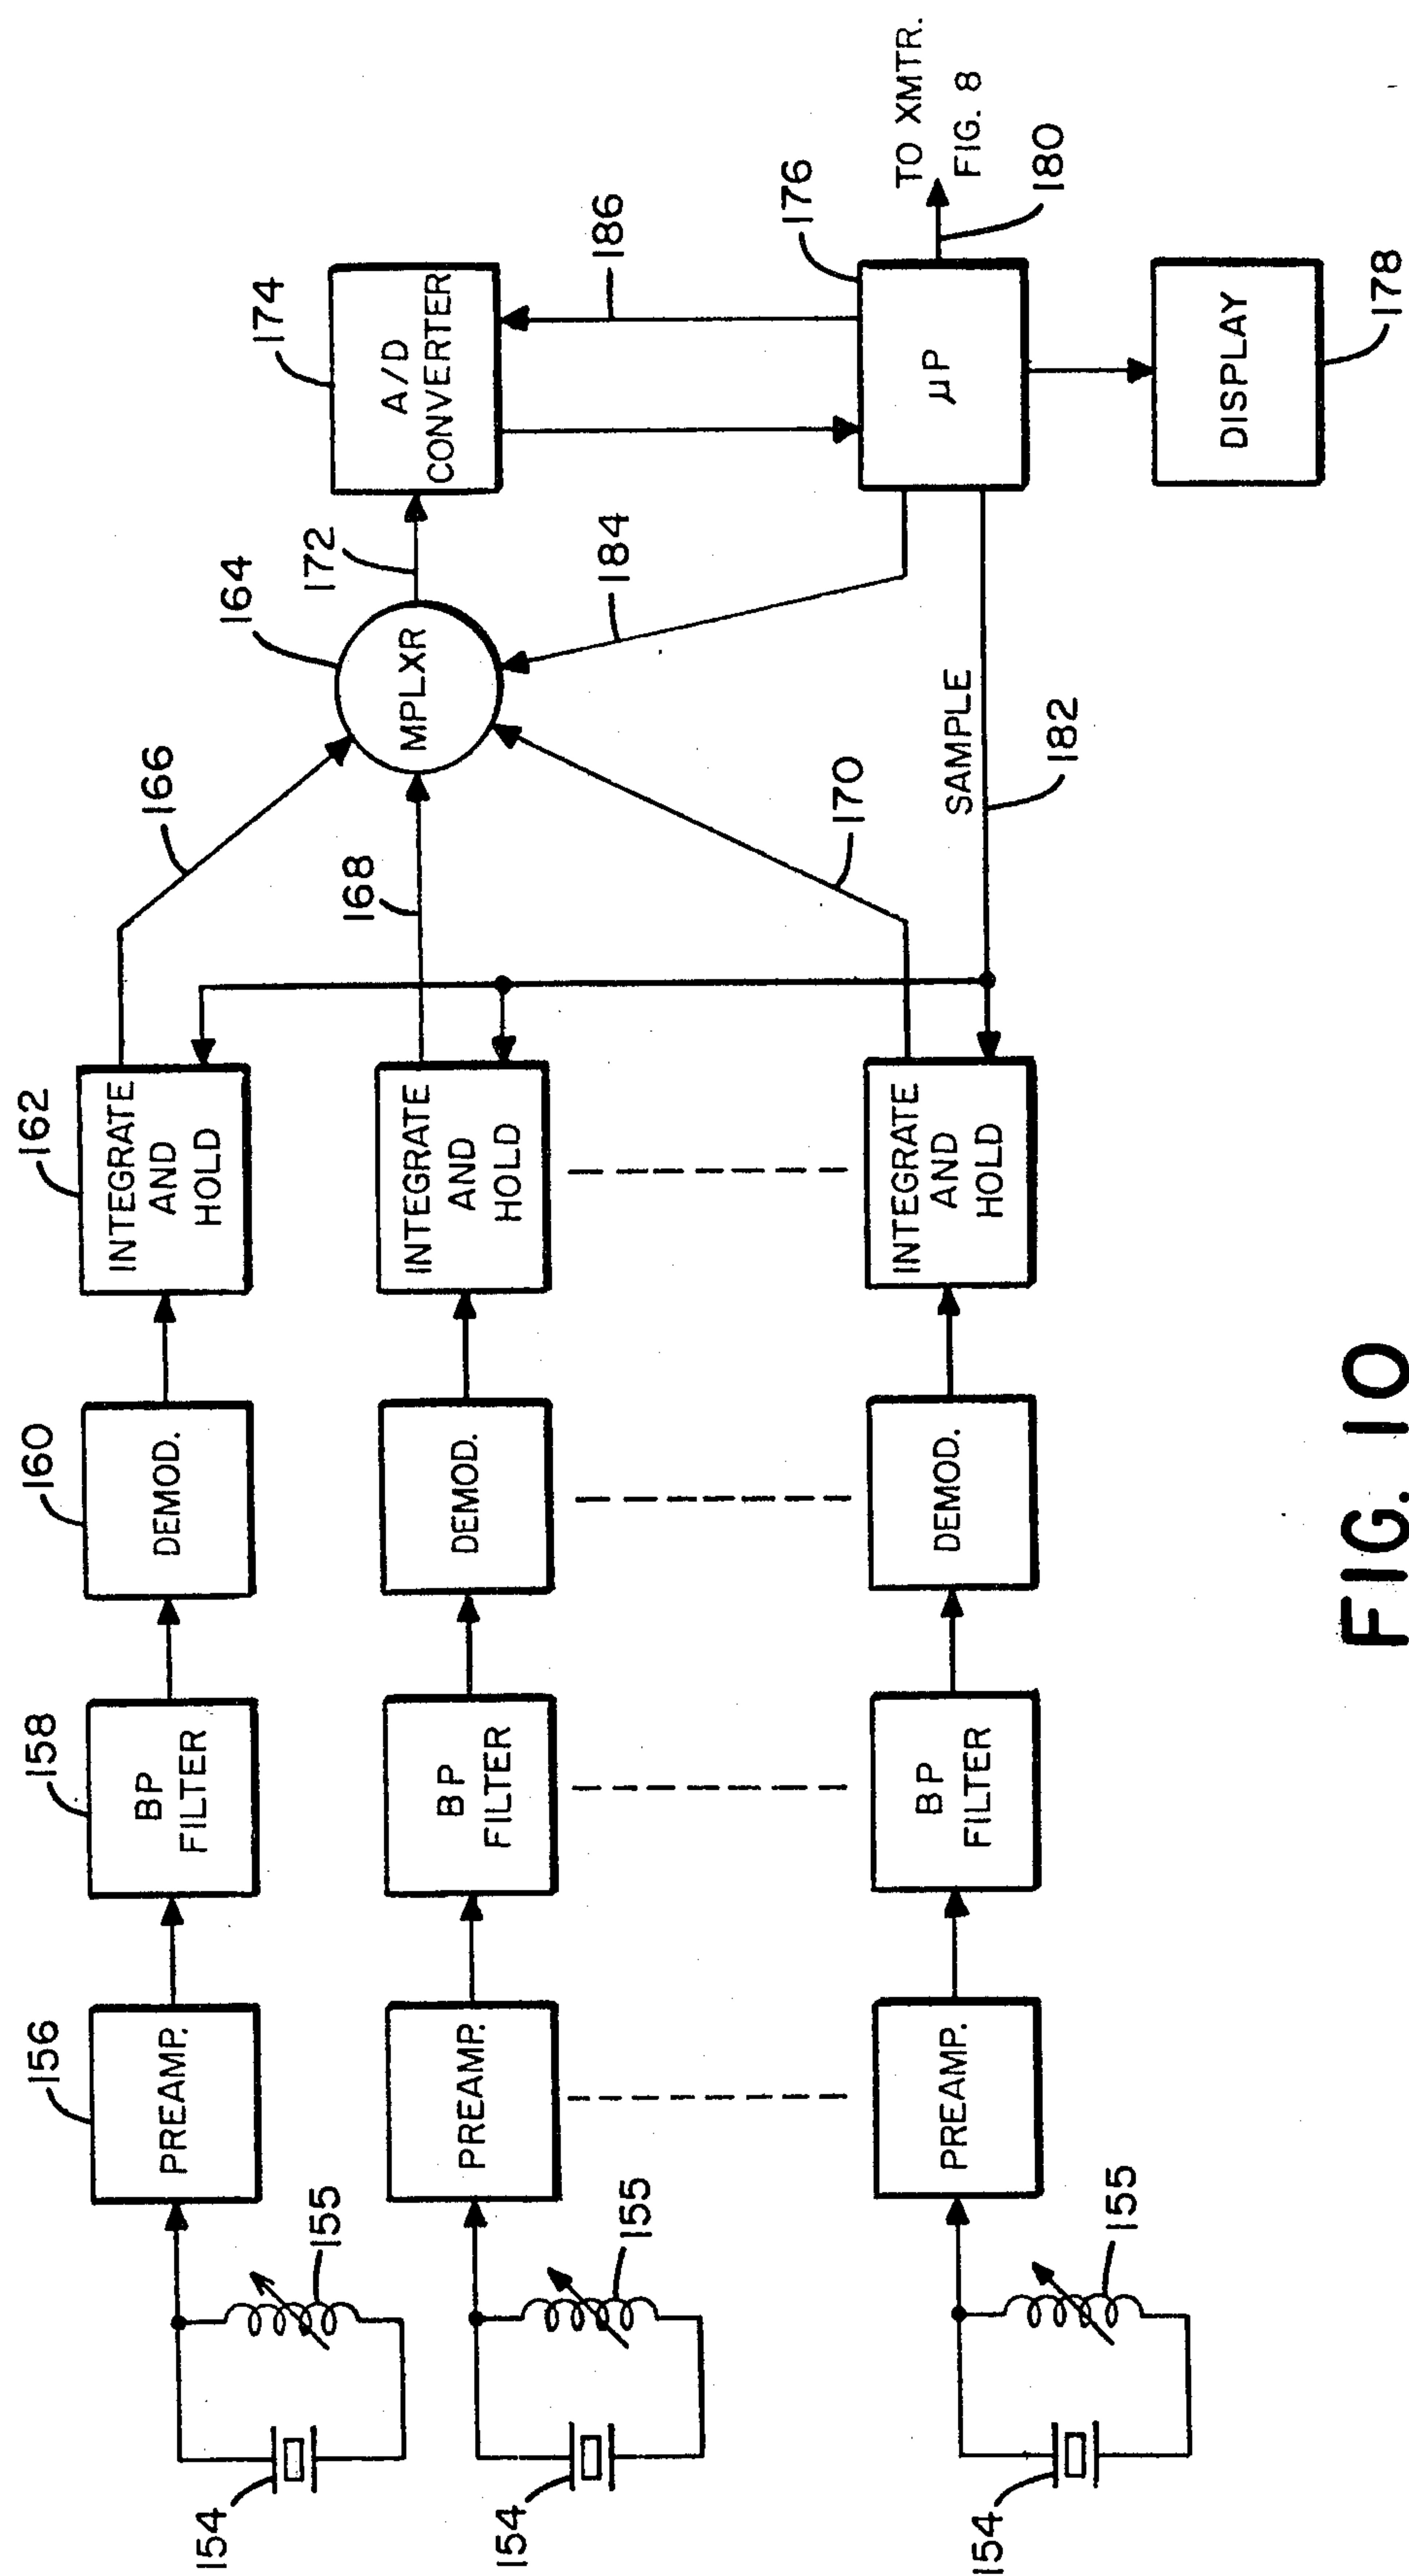 154
155
156
PREAMP.
158
BP
FILTER
160
DEMOD.
162
INTEGRATE
AND
HOLD
166
164
MPLXR
172
174
A/D
CONVERTER
154
155
PREAMP.
BP
FILTER
DEMOD.
INTEGRATE
AND
HOLD
168
184
186
154
155
PREAMP.
BP
FILTER
DEMOD.
INTEGRATE
AND
HOLD
170
SAMPLE
182
176
µP
TO XMTR.
FIG. 8
180
DISPLAY
178
FIG. 10